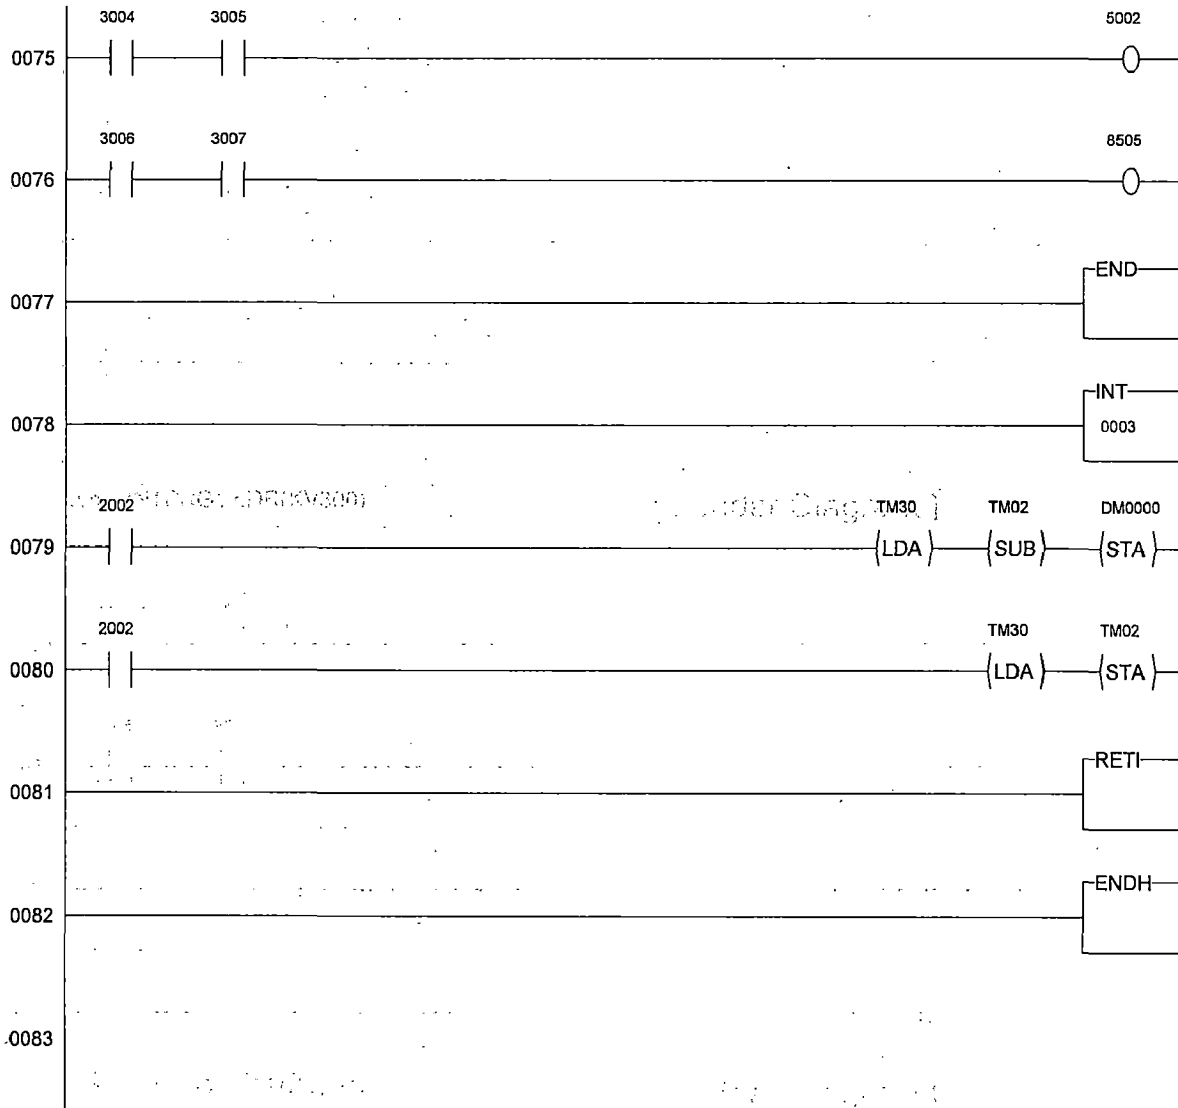 3004 3005 5002
0075
3006 3007 8505
0076
END
0077
INT
0078 0003
2002 TM30 TM02 DM0000
0079 LDA SUB STA
2002 TM30 TM02
0080 LDA STA
RETI
0081
ENDH
0082
0083